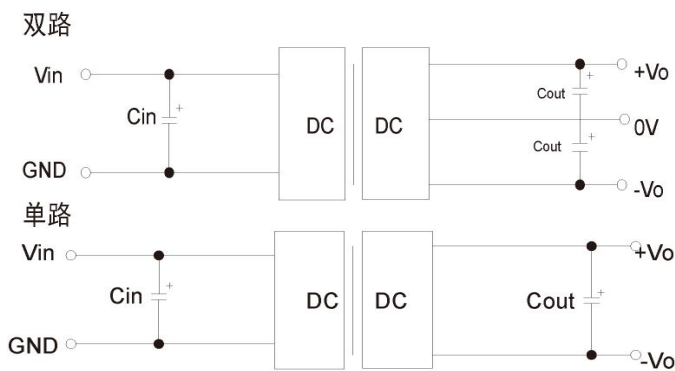 双路
Vin
+Vo
Cout
Cin
DC
DC
0V
Cout
GND
-Vo
单路
Vin
+Vo
Cin
DC
DC
Cout
GND
-Vo